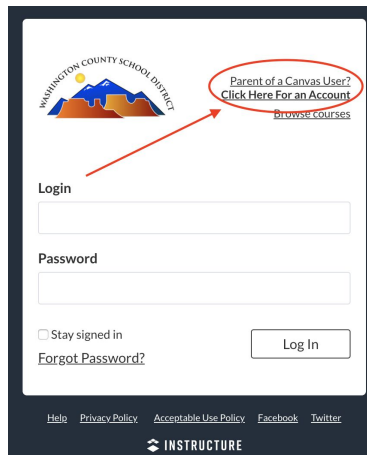 WASHINGTON COUNTY SCHOOL DISTRICT
Parent of a Canvas User?
Click Here For an Account
Browse courses
Login
Password
Stay signed in
Forgot Password?
Log In
Help Privacy Policy Acceptable Use Policy Facebook Twitter
INSTRUCTURE